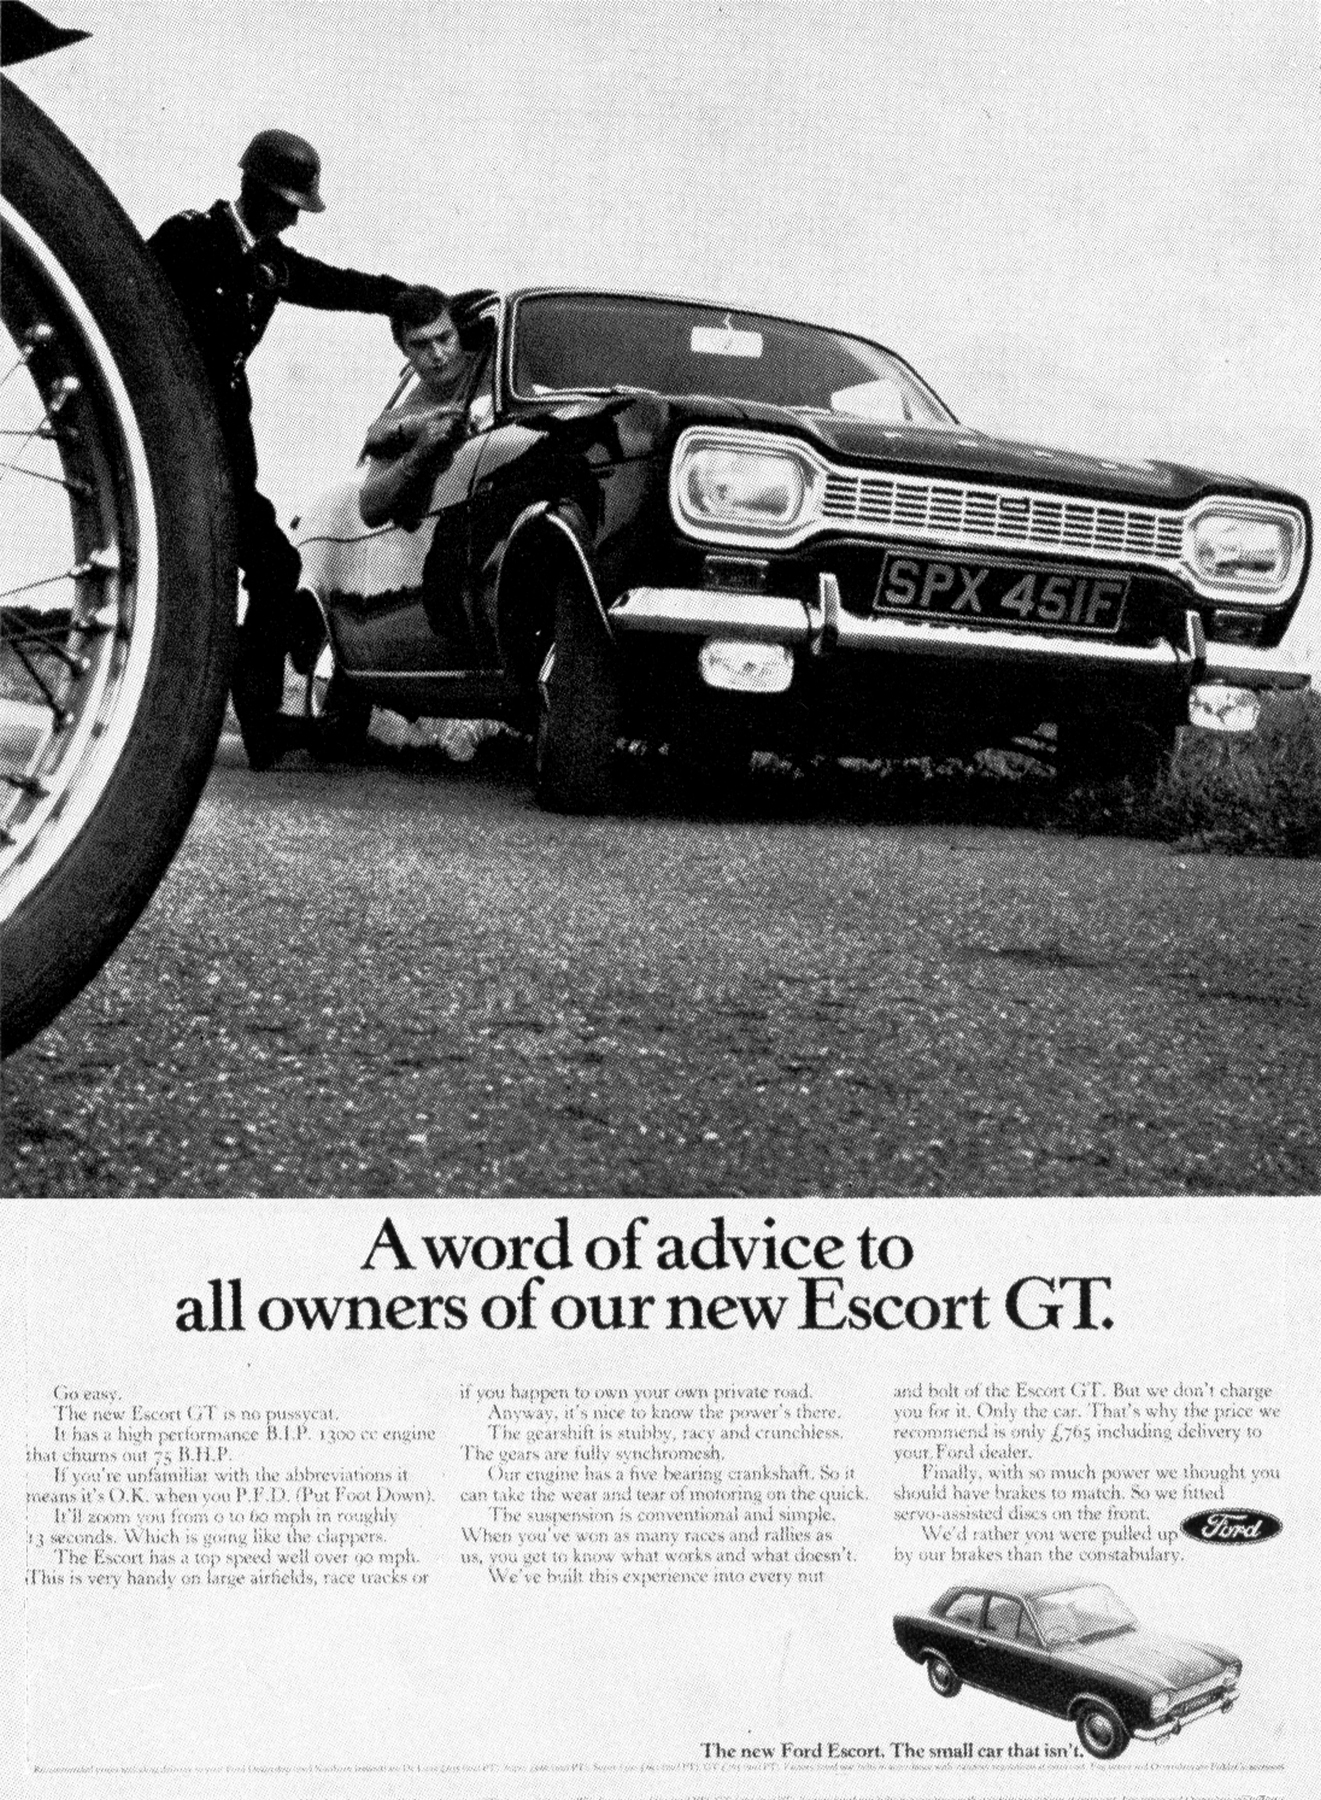 SPX 451F
A word of advice to
all owners of our new Escort GT.
Go easy.
The new Escort GT is no pussycat.
It has a high performance B.I.P. 1300 cc engine
that churns out 75 B.H.P.
If you're unfamiliar with the abbreviations it
means it's O.K. when you P.F.D. (Put Foot Down).
It'll zoom you from 0 to 60 mph in roughly
13 seconds. Which is going like the clappers.
The Escort has a top speed well over 90 mph.
This is very handy on large airfields, race tracks or
if you happen to own your own private road.
Anyway, it's nice to know the power's there.
The gearshift is stubby, racy and crunchless.
The gears are fully synchromesh.
Our engine has a five bearing crankshaft. So it
can take the wear and tear of motoring on the quick.
The suspension is conventional and simple.
When you've won as many races and rallies as
us, you get to know what works and what doesn't.
We've built this experience into every nut
and bolt of the Escort GT. But we don't charge
you for it. Only the car. That's why the price we
recommend is only £765 including delivery to
your Ford dealer.
Finally, with so much power we thought you
should have brakes to match. So we fitted
servo-assisted discs on the front.
We'd rather you were pulled up
by our brakes than the constabulary.
Ford
The new Ford Escort. The small car that isn't.